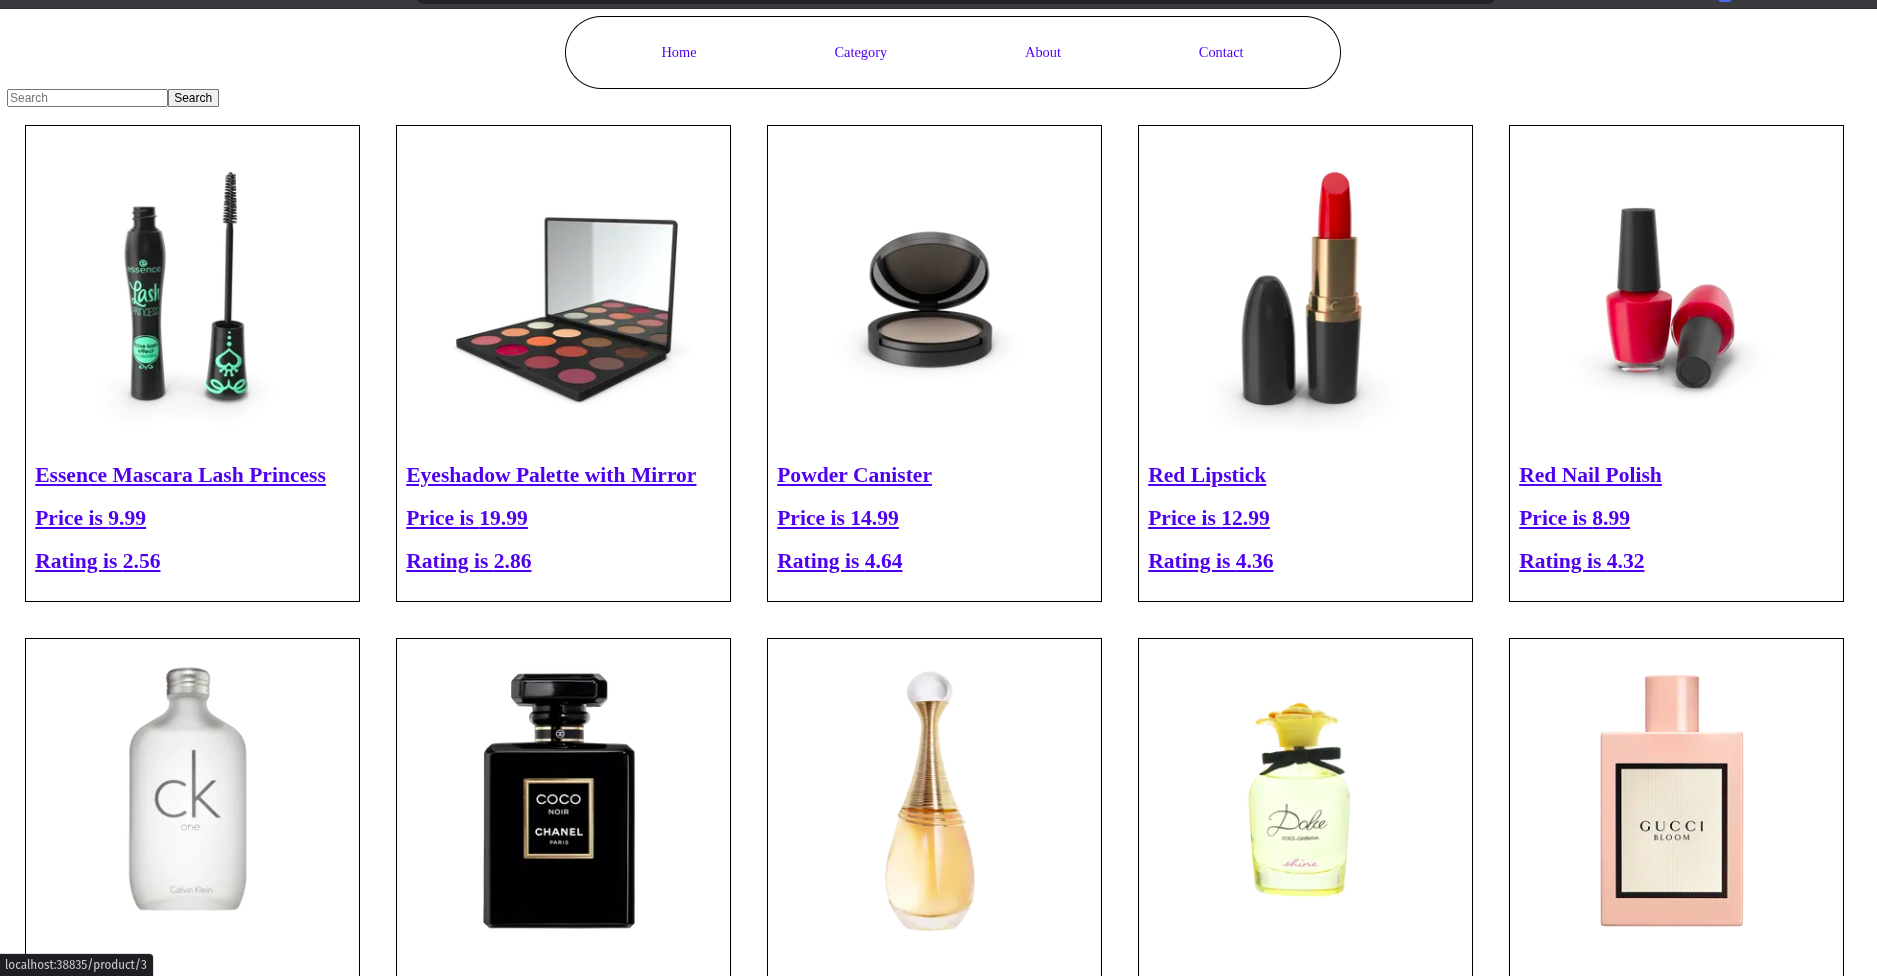 Home Category About Contact
Search Search
essence
Lash
PRINCESS
Essence Mascara Lash Princess
Price is 9.99
Rating is 2.56
Eyeshadow Palette with Mirror
Price is 19.99
Rating is 2.86
Powder Canister
Price is 14.99
Rating is 4.64
Red Lipstick
Price is 12.99
Rating is 4.36
Red Nail Polish
Price is 8.99
Rating is 4.32
ck
one
Calvin Klein
COCO
NOIR
CHANEL
PARIS
Dolce
DOLCE & GABBANA
shine
GUCCI
BLOOM
localhost:38835/product/3